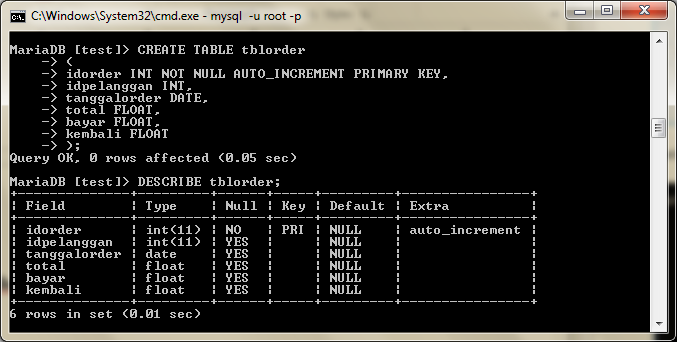 C:\Windows\System32\cmd.exe - mysql  -u root -p
MariaDB [test]> CREATE TABLE tblorder
    -> (
    -> idorder INT NOT NULL AUTO_INCREMENT PRIMARY KEY,
    -> idpelanggan INT,
    -> tanggalorder DATE,
    -> total FLOAT,
    -> bayar FLOAT,
    -> kembali FLOAT
    -> );
Query OK, 0 rows affected (0.05 sec)
MariaDB [test]> DESCRIBE tblorder;
+--------------+---------+------+-----+---------+----------------+
| Field        | Type    | Null | Key | Default | Extra          |
+--------------+---------+------+-----+---------+----------------+
| idorder      | int(11) | NO   | PRI | NULL    | auto_increment |
| idpelanggan  | int(11) | YES  |     | NULL    |                |
| tanggalorder | date    | YES  |     | NULL    |                |
| total        | float   | YES  |     | NULL    |                |
| bayar        | float   | YES  |     | NULL    |                |
| kembali      | float   | YES  |     | NULL    |                |
+--------------+---------+------+-----+---------+----------------+
6 rows in set (0.01 sec)